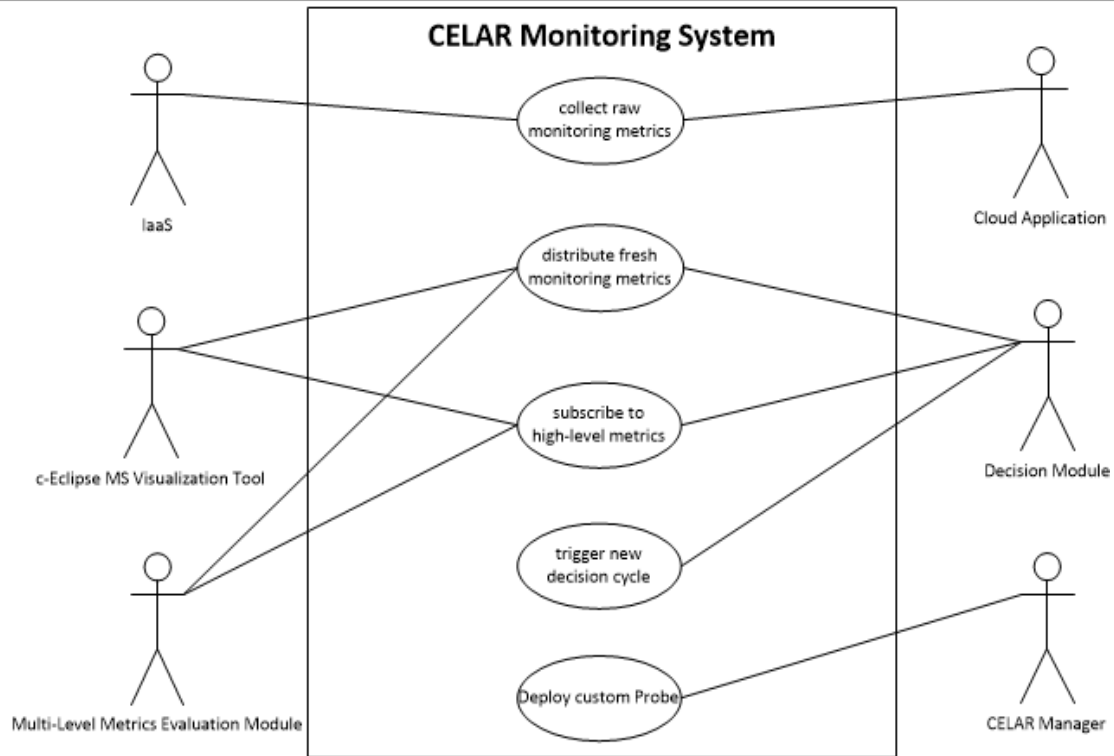 CELAR Monitoring System
collect raw
monitoring metrics
IaaS
Cloud Application
distribute fresh
monitoring metrics
subscribe to
high-level metrics
c-Eclipse MS Visualization Tool
Decision Module
trigger new
decision cycle
Deploy custom Probe
Multi-Level Metrics Evaluation Module
CELAR Manager